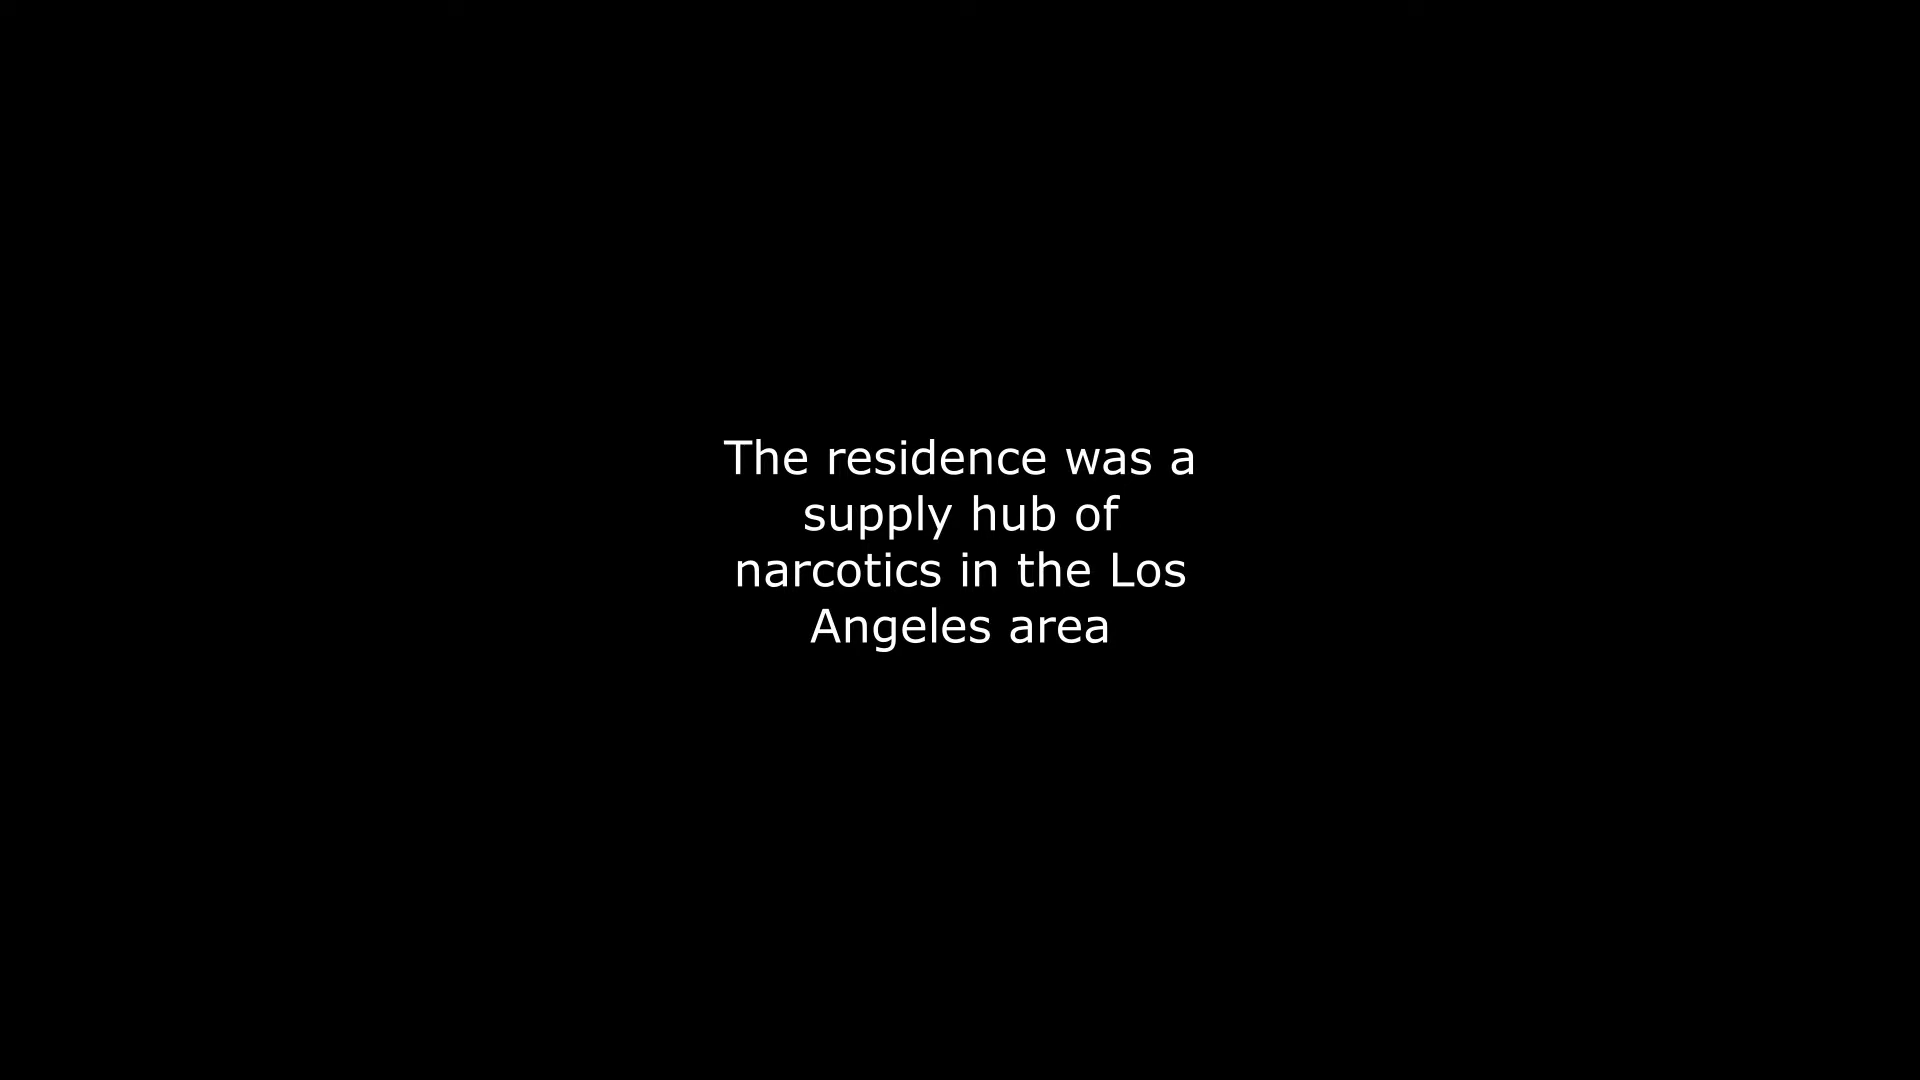 The residence was a
supply hub of
narcotics in the Los
Angeles area